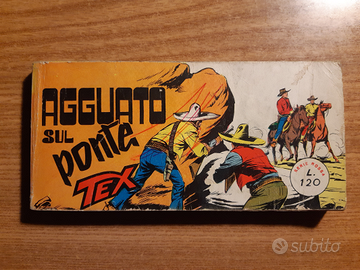 AGGUATO
SUL
ponte
TEX
SERIE ROSSA
L.
120
subito